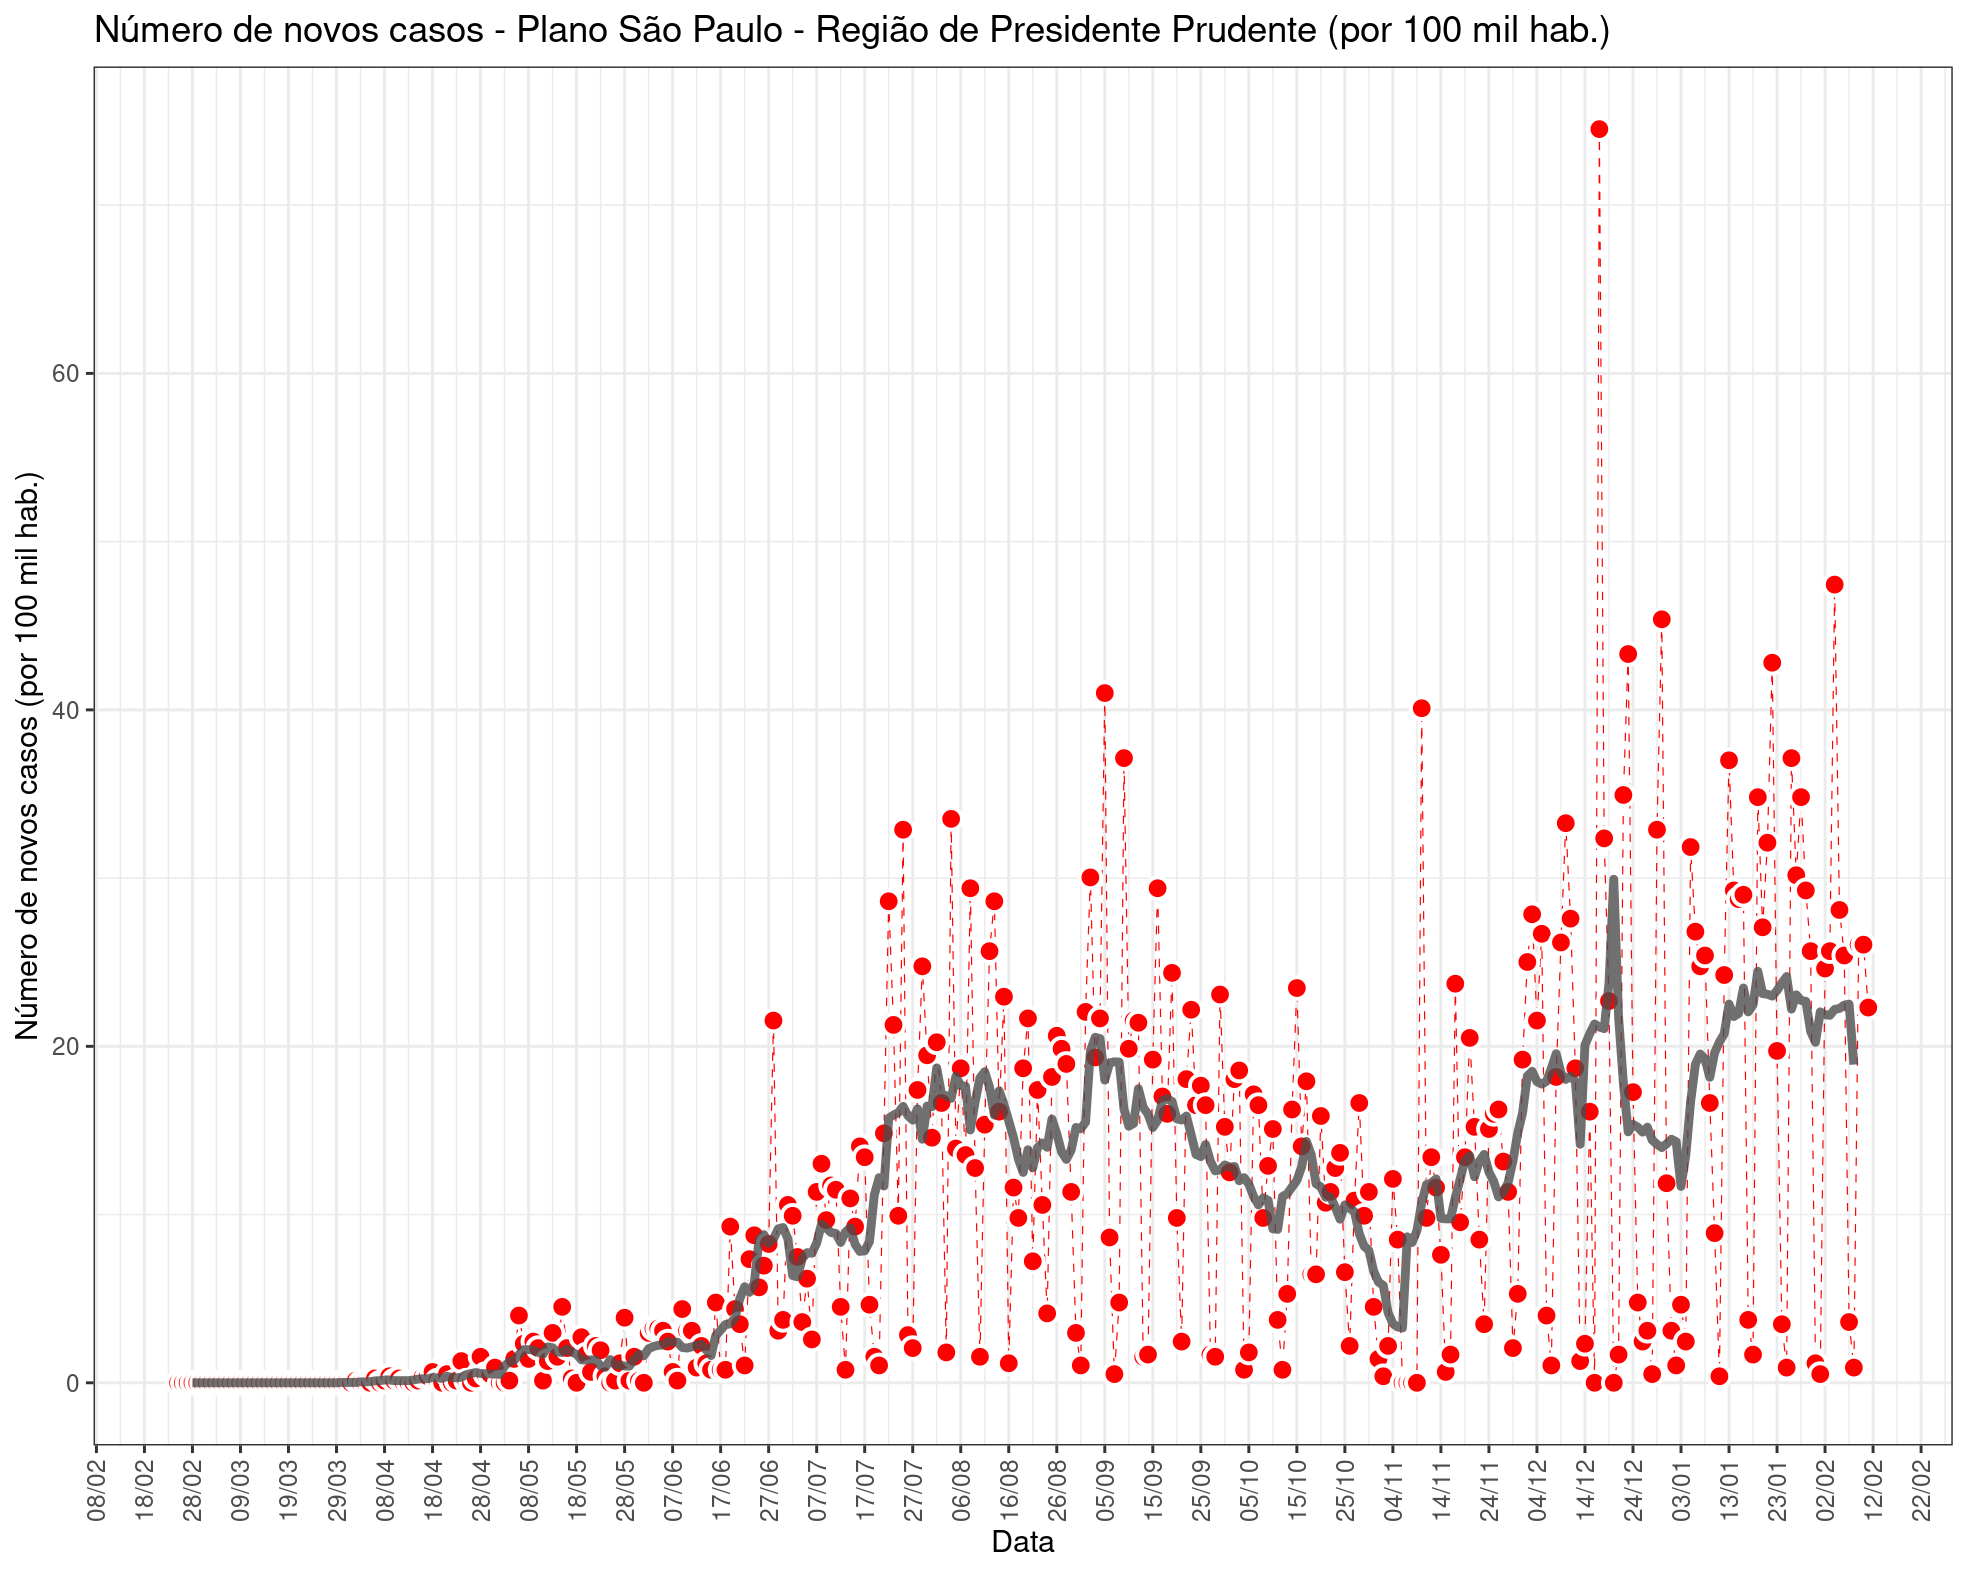 Número de novos casos - Plano São Paulo - Região de Presidente Prudente (por 100 mil hab.)
Número de novos casos (por 100 mil hab.)
60
40
20
0
08/02 18/02 28/02 09/03 19/03 29/03 08/04 18/04 28/04 08/05 18/05 28/05 07/06 17/06 27/06 07/07 17/07 27/07 06/08 16/08 26/08 05/09 15/09 25/09 05/10 15/10 25/10 04/11 14/11 24/11 04/12 14/12 24/12 03/01 13/01 23/01 02/02 12/02 22/02
Data